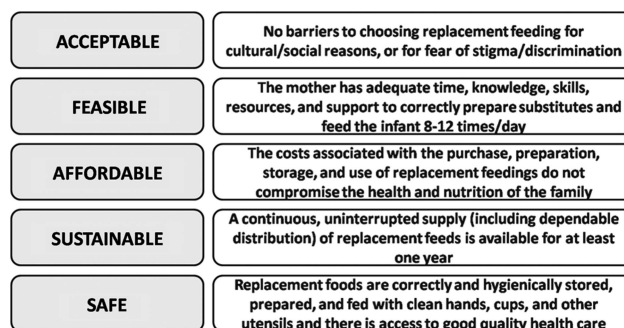 ACCEPTABLE
No barriers to choosing replacement feeding for
cultural/social reasons, or for fear of stigma/discrimination
FEASIBLE
The mother has adequate time, knowledge, skills,
resources, and support to correctly prepare substitutes and
feed the infant 8-12 times/day
AFFORDABLE
The costs associated with the purchase, preparation,
storage, and use of replacement feedings do not
compromise the health and nutrition of the family
SUSTAINABLE
A continuous, uninterrupted supply (including dependable
distribution) of replacement feeds is available for at least
one year
SAFE
Replacement foods are correctly and hygienically stored,
prepared, and fed with clean hands, cups, and other
utensils and there is access to good quality health care